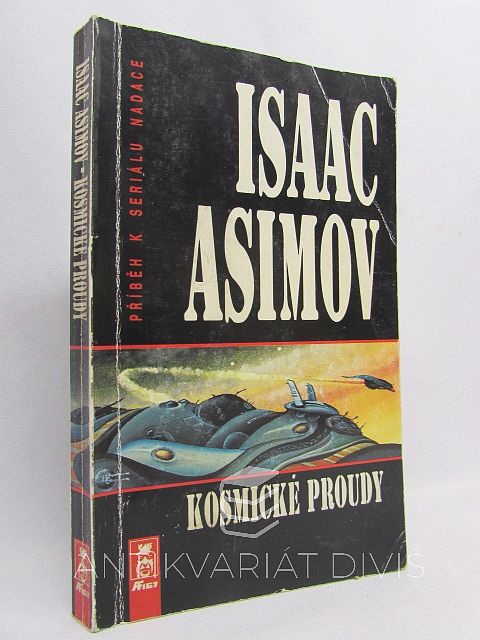 ISAAC ASIMOV - KOSMICKÉ PROUDY
PŘÍBĚH K SERIÁLU NADACE
ISAAC
ASIMOV
KOSMICKÉ PROUDY
ANTIKVARIÁT DIVIŠ